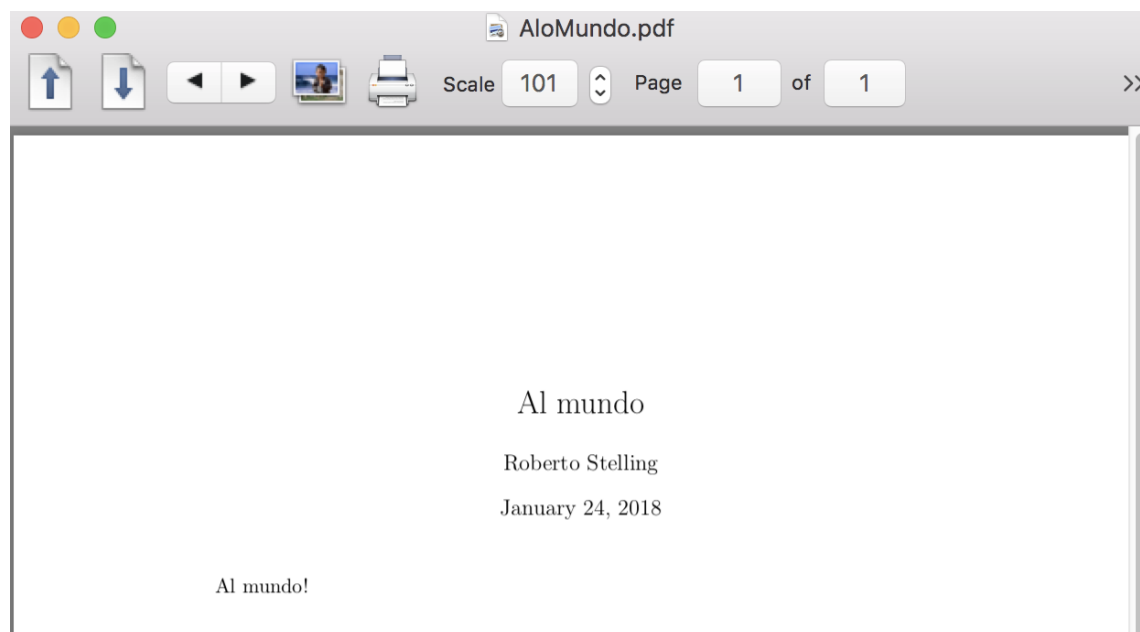 AloMundo.pdf
Scale 101 Page 1 of 1 >>
Al mundo
Roberto Stelling
January 24, 2018
Al mundo!